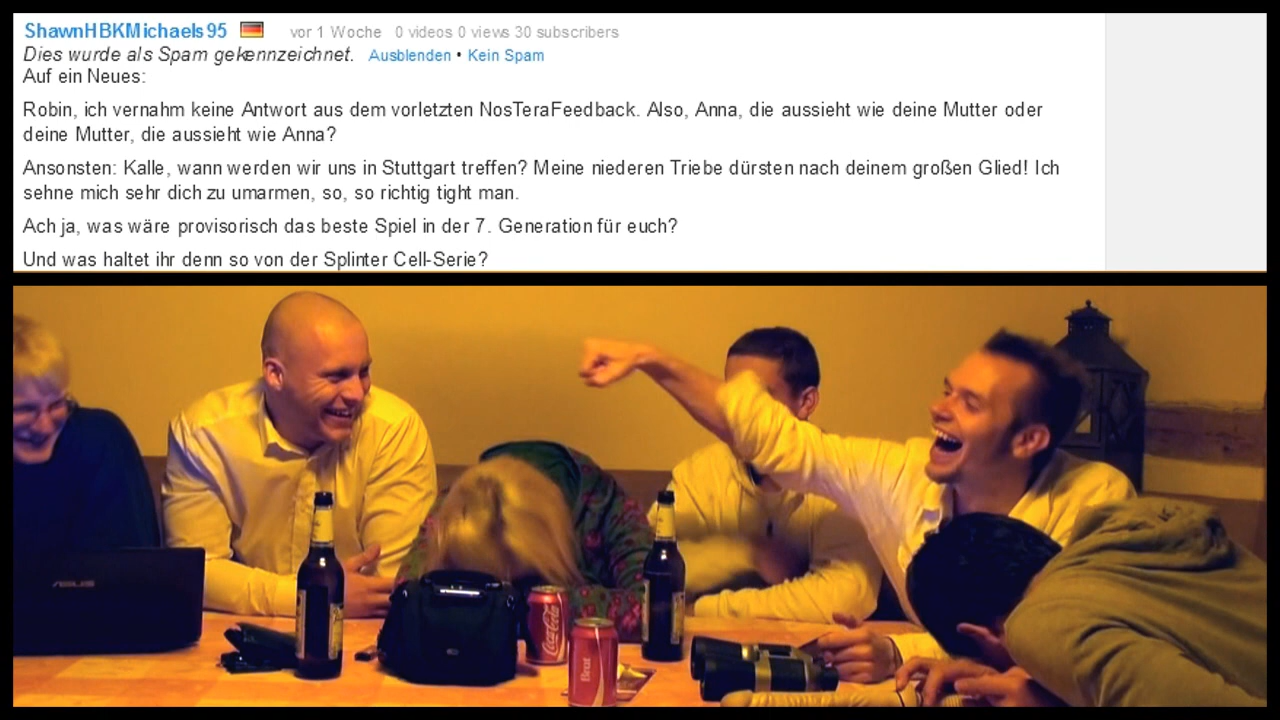 ShawnHBKMichaels95 vor 1 Woche 0 videos 0 views 30 subscribers
Dies wurde als Spam gekennzeichnet. Ausblenden • Kein Spam
Auf ein Neues:
Robin, ich vernahm keine Antwort aus dem vorletzten NosTeraFeedback. Also, Anna, die aussieht wie deine Mutter oder
deine Mutter, die aussieht wie Anna?
Ansonsten: Kalle, wann werden wir uns in Stuttgart treffen? Meine niederen Triebe dürsten nach deinem großen Glied! Ich
sehne mich sehr dich zu umarmen, so, so richtig tight man.
Ach ja, was wäre provisorisch das beste Spiel in der 7. Generation für euch?
Und was haltet ihr denn so von der Splinter Cell-Serie?
ASUS
Coca-Cola
Brut